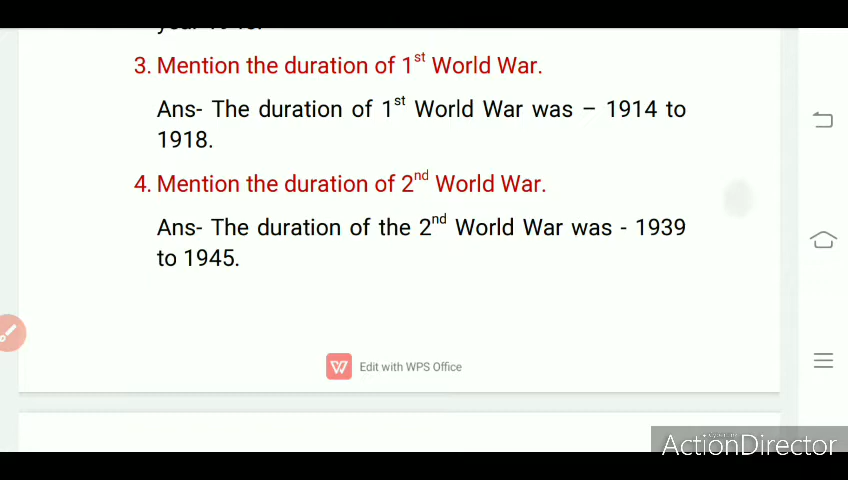 3. Mention the duration of 1st World War.
Ans- The duration of 1st World War was – 1914 to
1918.
4. Mention the duration of 2nd World War.
Ans- The duration of the 2nd World War was - 1939
to 1945.
Edit with WPS Office
ActionDirector